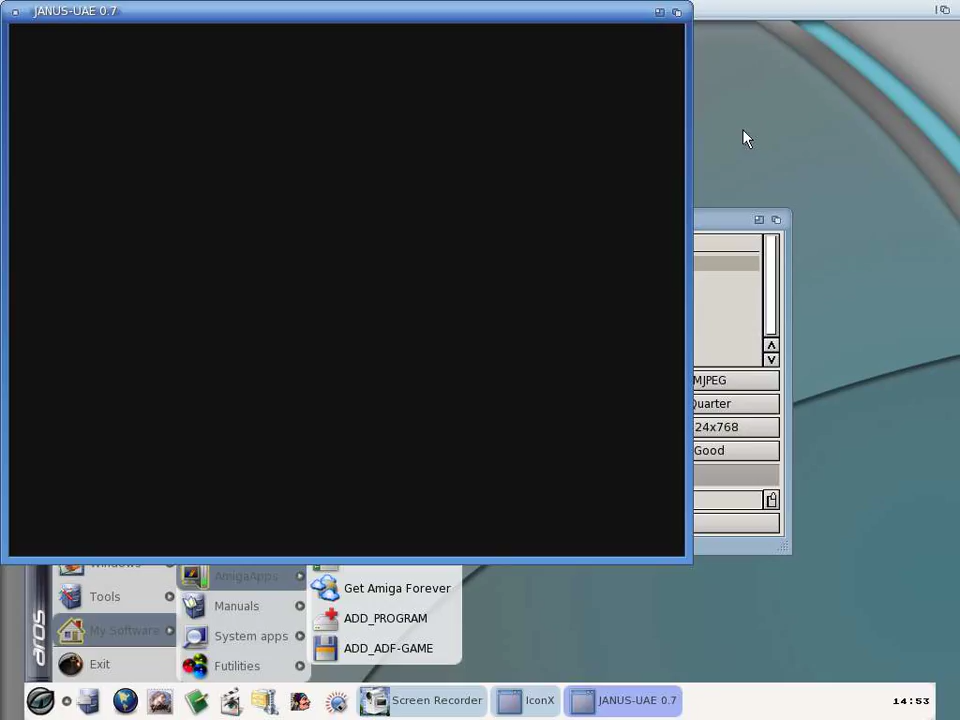 JANUS-UAE 0.7
MJPEG
Quarter
24x768
Good
AmigaApps
Get Amiga Forever
Tools
Manuals
ADD_PROGRAM
My Software
System apps
ADD_ADF-GAME
Exit
Futilities
aros
Screen Recorder
IconX
JANUS-UAE 0.7
14:53